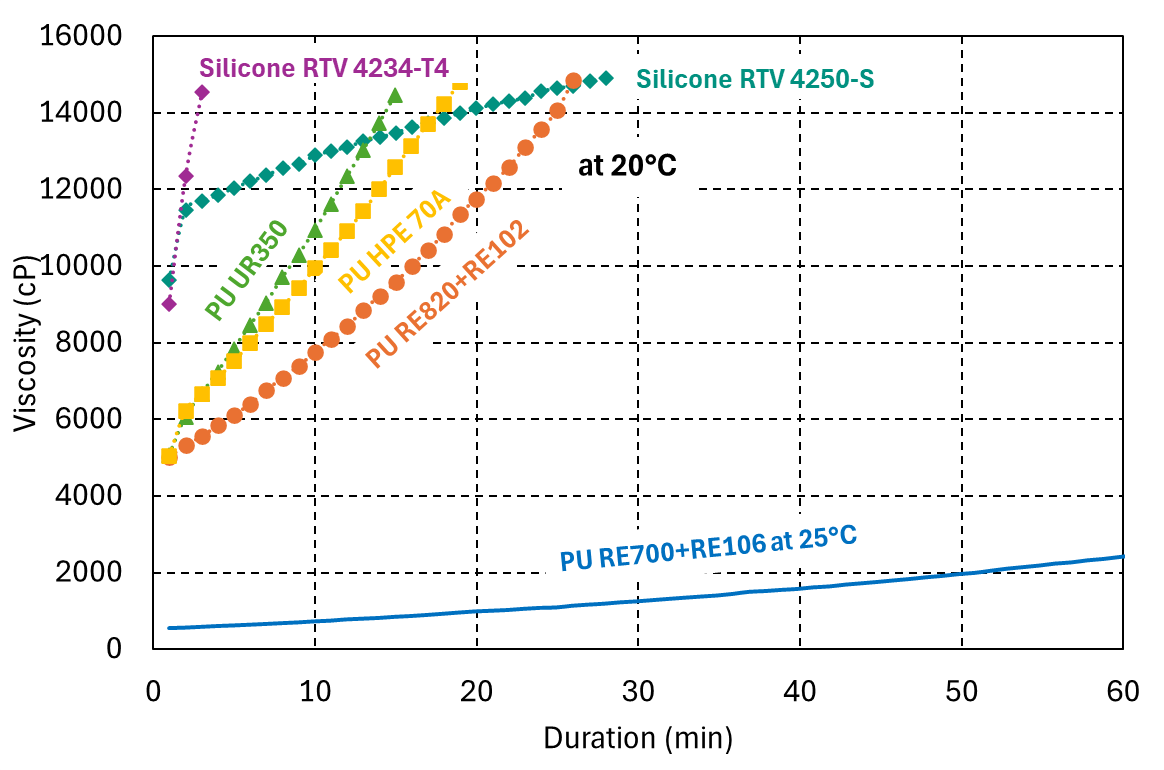 16000
14000
12000
10000
8000
6000
4000
2000
0
Viscosity (cP)
Silicone RTV 4234-T4
Silicone RTV 4250-S
at 20°C
PU UR350
PU HPE 70A
PU RE820+RE102
PU RE700+RE106 at 25°C
0 10 20 30 40 50 60
Duration (min)